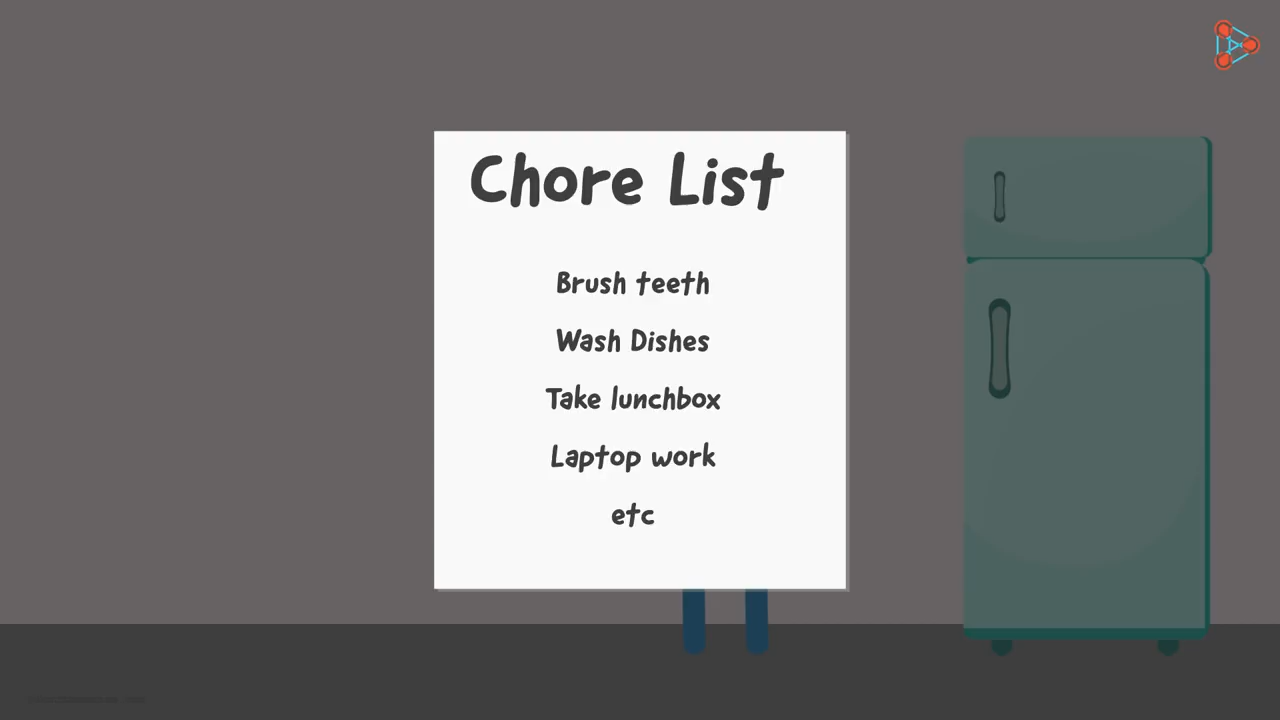 Chore List
Brush teeth
Wash Dishes
Take lunchbox
Laptop work
etc